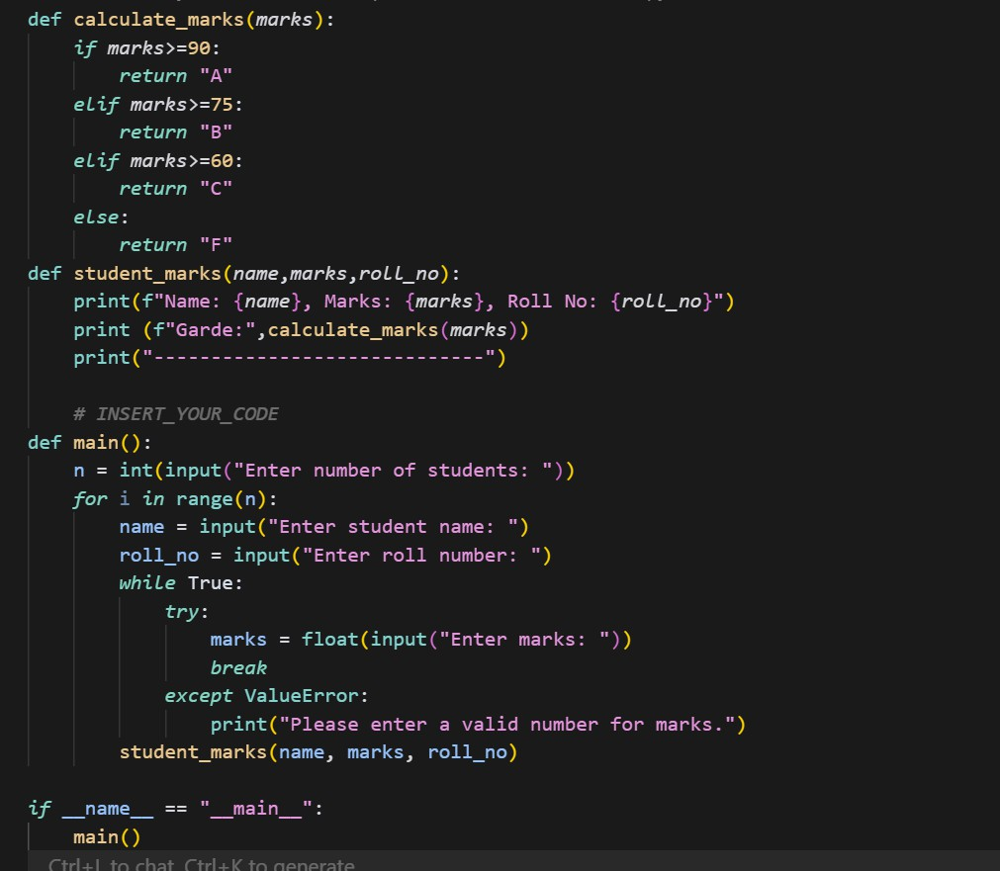 def calculate_marks(marks):
    if marks>=90:
        return "A"
    elif marks>=75:
        return "B"
    elif marks>=60:
        return "C"
    else:
        return "F"
def student_marks(name,marks,roll_no):
    print(f"Name: {name}, Marks: {marks}, Roll No: {roll_no}")
    print (f"Garde:",calculate_marks(marks))
    print("-----------------------------")
    # INSERT_YOUR_CODE
def main():
    n = int(input("Enter number of students: "))
    for i in range(n):
        name = input("Enter student name: ")
        roll_no = input("Enter roll number: ")
        while True:
            try:
                marks = float(input("Enter marks: "))
                break
            except ValueError:
                print("Please enter a valid number for marks.")
        student_marks(name, marks, roll_no)
if __name__ == "__main__":
    main()
Ctrl+L to chat, Ctrl+K to generate